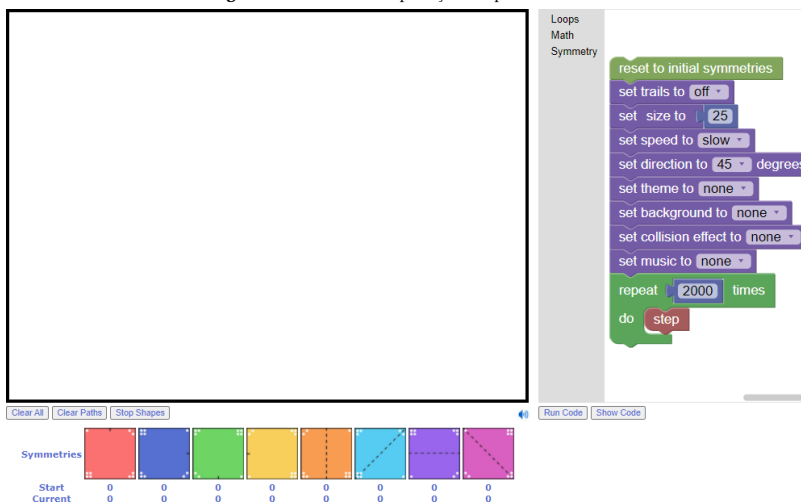 Loops
Math
Symmetry
reset to initial symmetries
set trails to off
set size to 25
set speed to slow
set direction to 45 degrees
set theme to none
set background to none
set collision effect to none
set music to none
repeat 2000 times
do step
Clear All Clear Paths Stop Shapes
Run Code Show Code
Symmetries
Start 0 0 0 0 0 0 0 0
Current 0 0 0 0 0 0 0 0